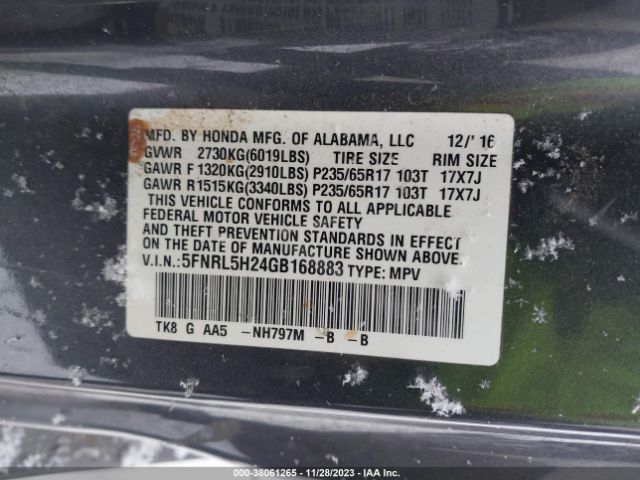 MFD. BY HONDA MFG. OF ALABAMA, LLC 12/'16
GVWR 2730KG(6019LBS) TIRE SIZE RIM SIZE
GAWR F 1320KG(2910LBS) P235/65R17 103T 17X7J
GAWR R1515KG(3340LBS) P235/65R17 103T 17X7J
THIS VEHICLE CONFORMS TO ALL APPLICABLE
FEDERAL MOTOR VEHICLE SAFETY
AND THEFT PREVENTION STANDARDS IN EFFECT
ON THE DATE OF MANUFACTURE SHOWN ABOVE.
V.I.N.:5FNRL5H24GB168883 TYPE: MPV
TK8 G AA5 -NH797M -B -B
000-38061265 - 11/28/2023 - IAA Inc.